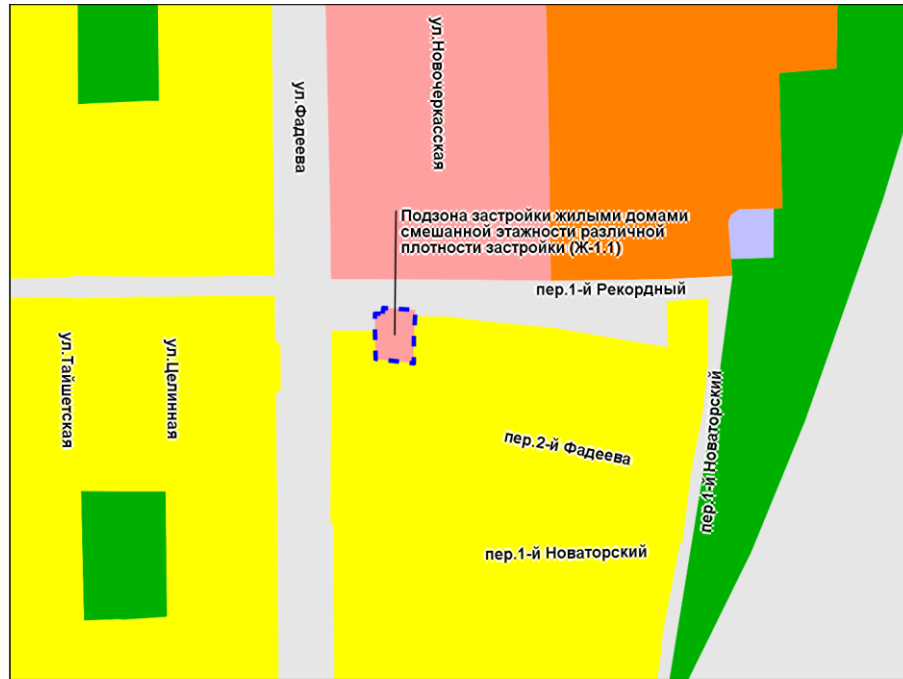 ул.Новочеркасская
ул.Фадеева
Подзона застройки жилыми домами
смешанной этажности различной
плотности застройки (Ж-1.1)
пер.1-й Рекордный
ул.Тайшетская
ул.Целинная
пер.1-й Новаторский
пер.2-й Фадеева
пер.1-й Новаторский